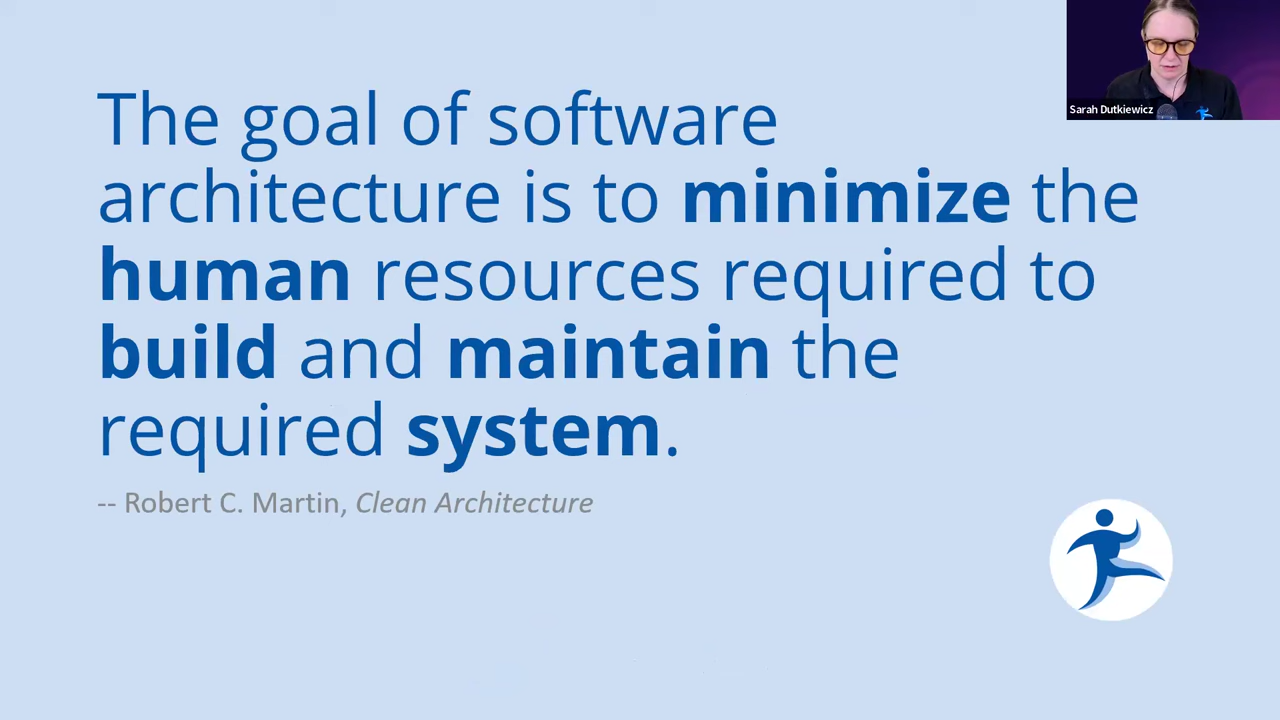 Sarah Dutkiewicz
The goal of software
architecture is to minimize the
human resources required to
build and maintain the
required system.
-- Robert C. Martin, Clean Architecture